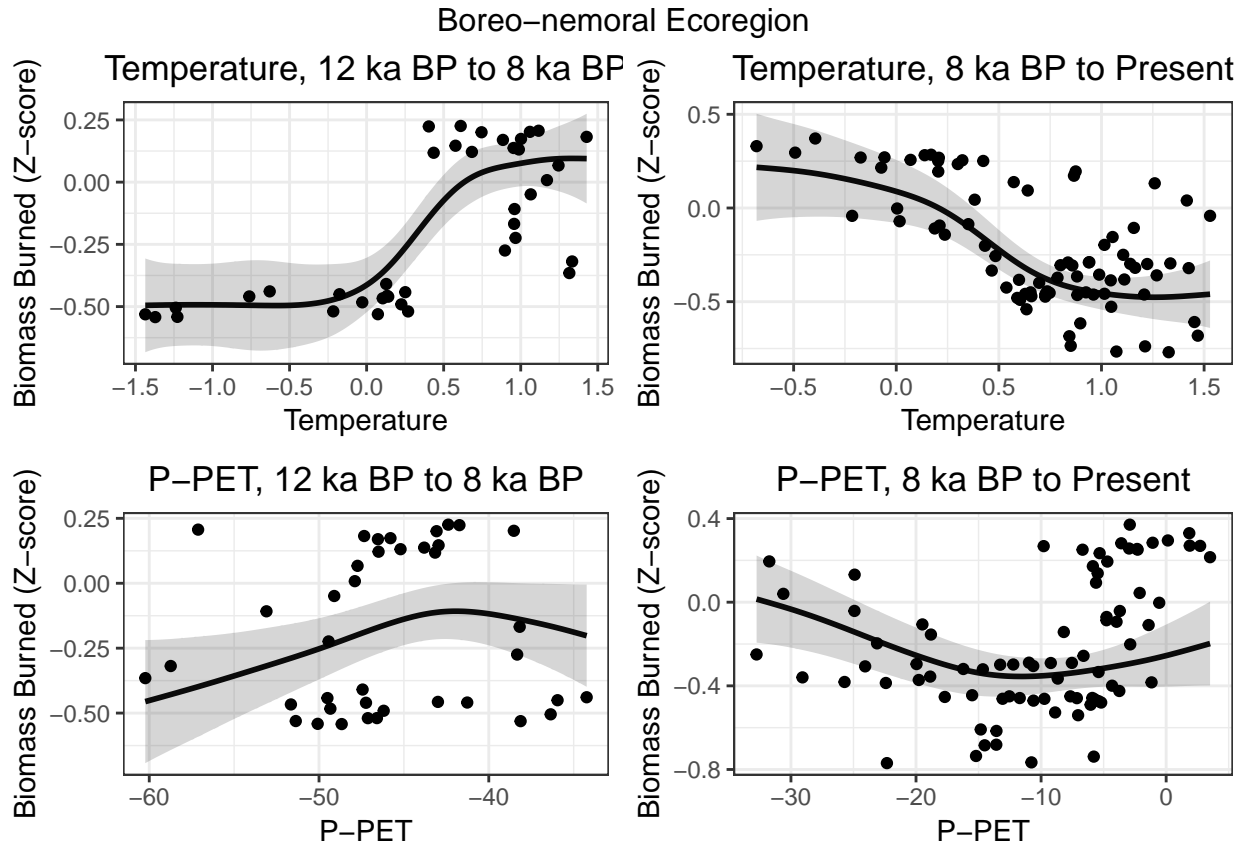 Boreo−nemoral Ecoregion
Temperature, 12 ka BP to 8 ka BP
Biomass Burned (Z−score)
0.25
0.00
−0.25
−0.50
−1.5 −1.0 −0.5 0.0 0.5 1.0 1.5
Temperature
Temperature, 8 ka BP to Present
Biomass Burned (Z−score)
0.5
0.0
−0.5
−0.5 0.0 0.5 1.0 1.5
Temperature
P−PET, 12 ka BP to 8 ka BP
Biomass Burned (Z−score)
0.25
0.00
−0.25
−0.50
−60 −50 −40
P−PET
P−PET, 8 ka BP to Present
Biomass Burned (Z−score)
0.4
0.0
−0.4
−0.8
−30 −20 −10 0
P−PET